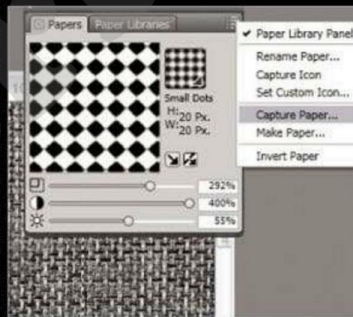 Papers
Paper Libraries
Paper Library Panel
Rename Paper...
Capture Icon
Set Custom Icon...
Capture Paper...
Make Paper...
Invert Paper
Small Dots
H: 20 Px.
W: 20 Px.
292%
400%
55%